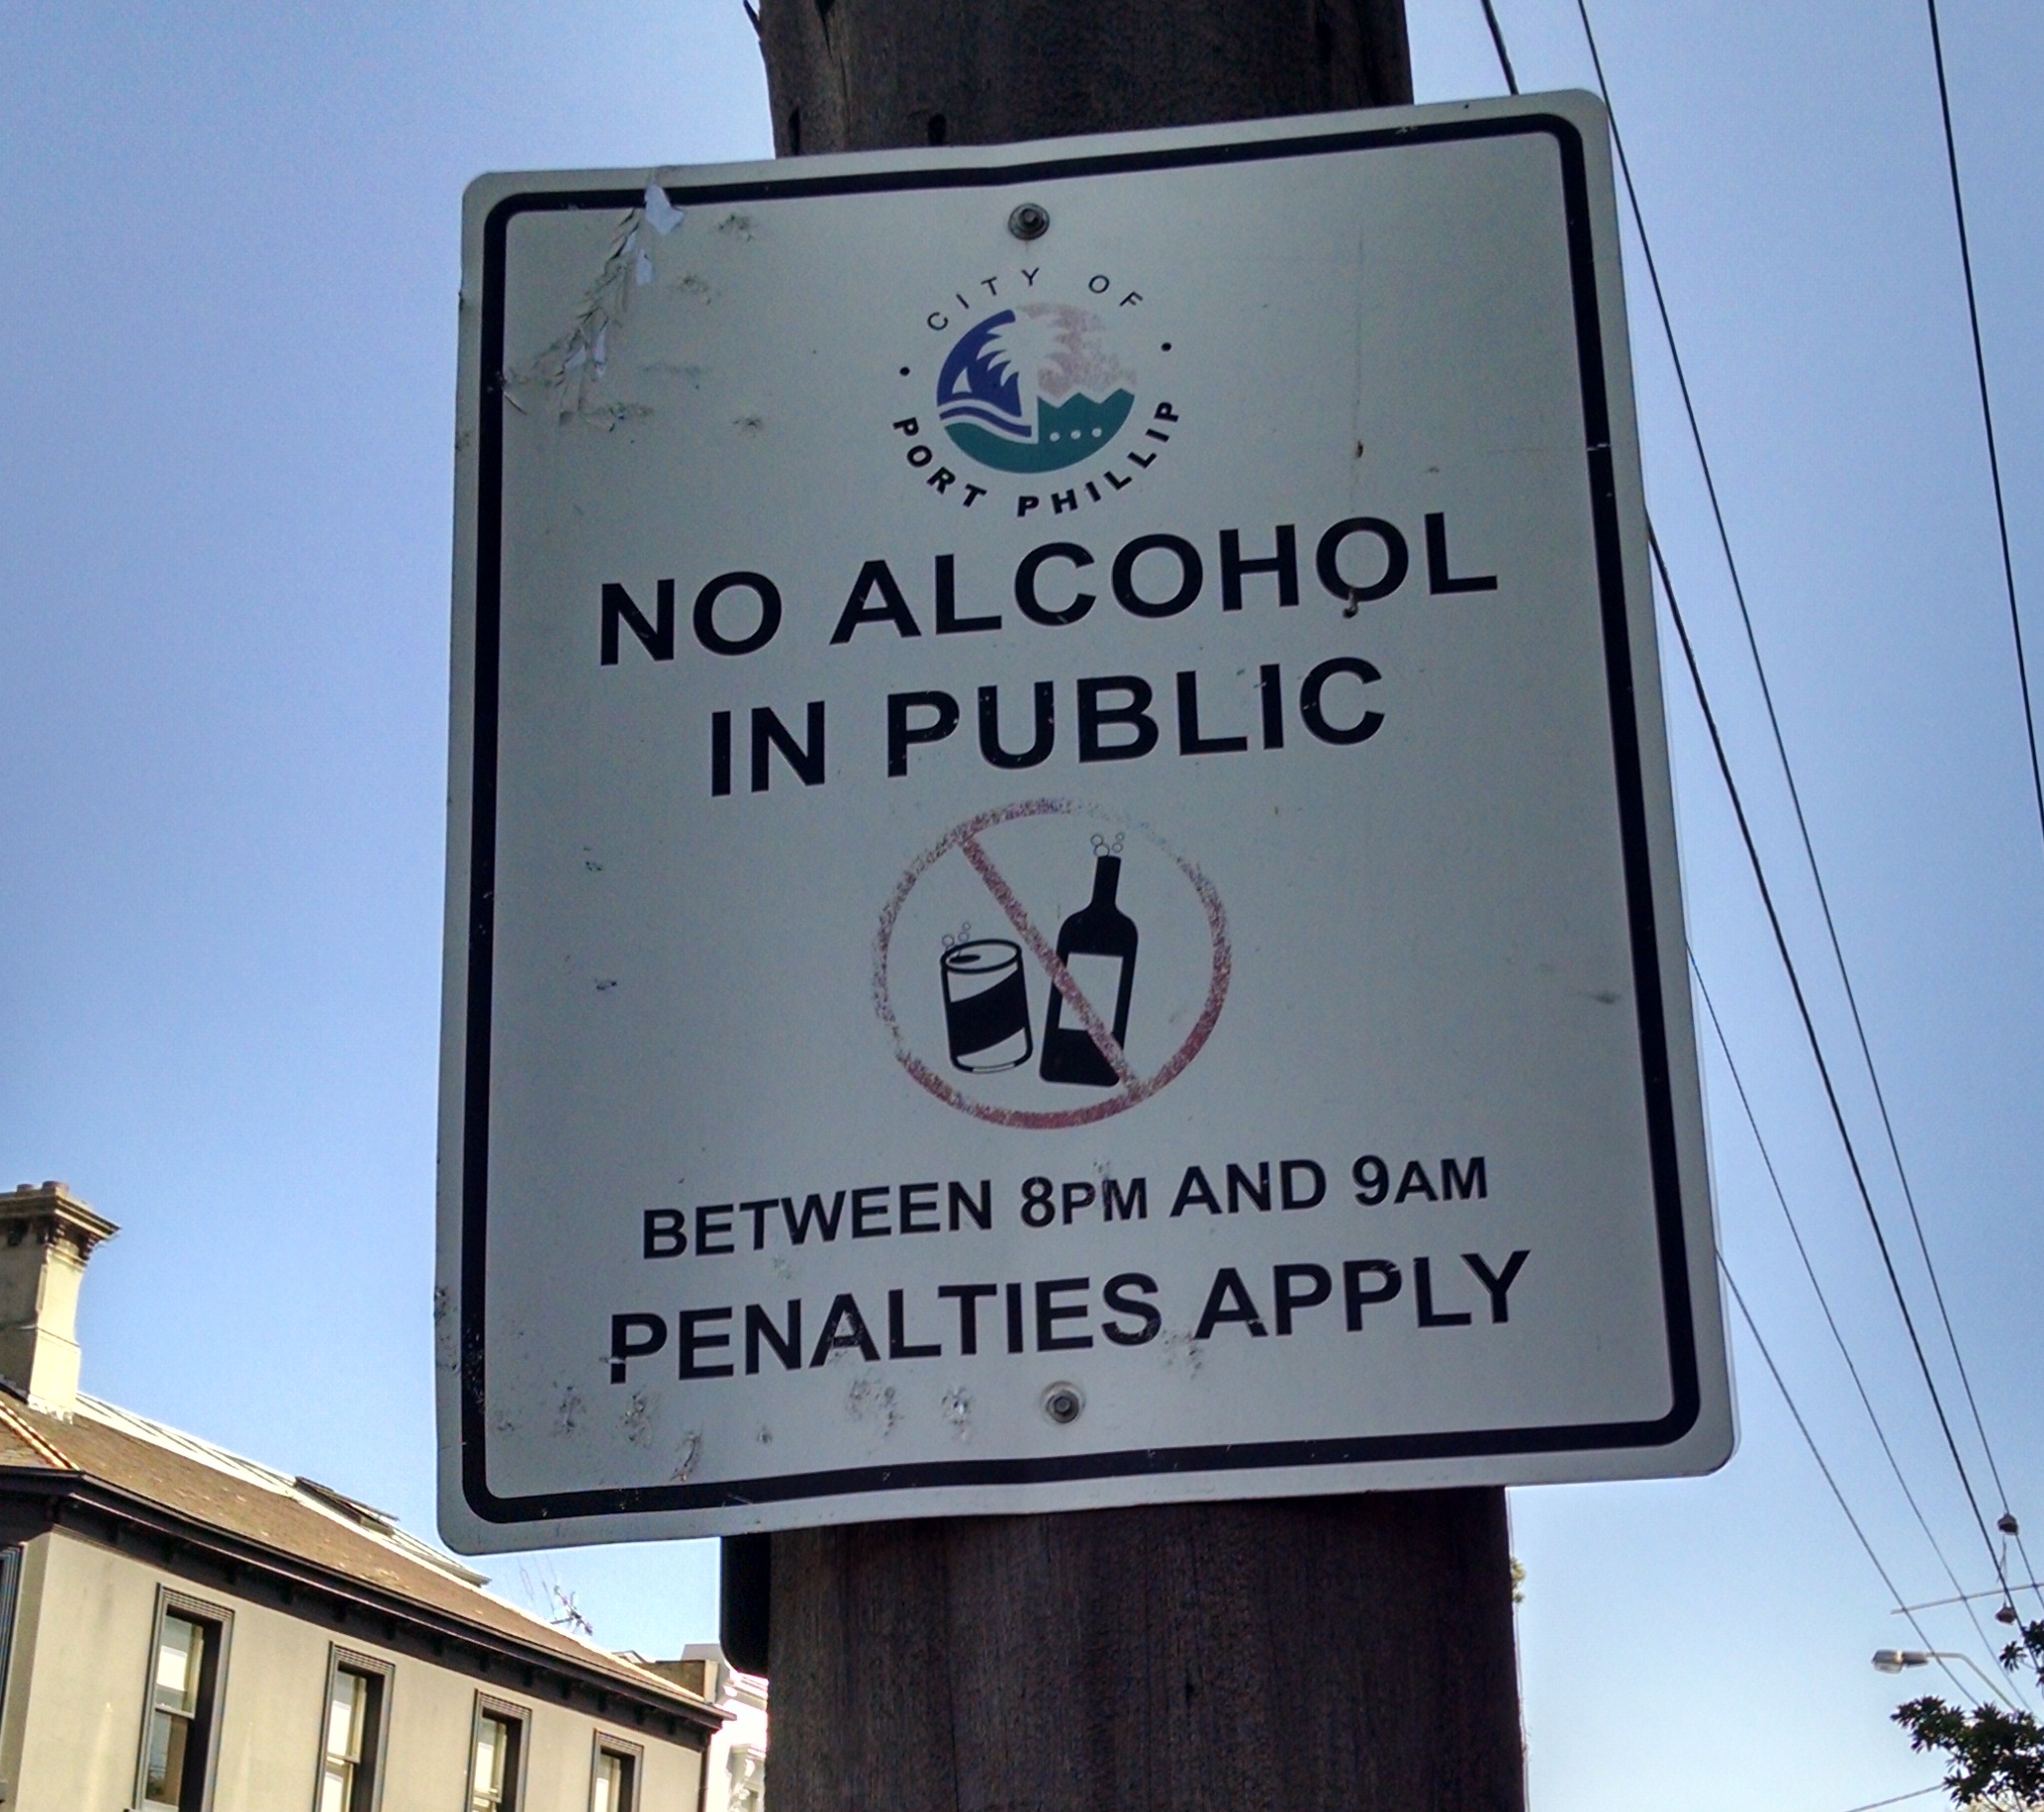 CITY OF
PORT PHILLIP
NO ALCOHOL
IN PUBLIC
BETWEEN 8PM AND 9AM
PENALTIES APPLY